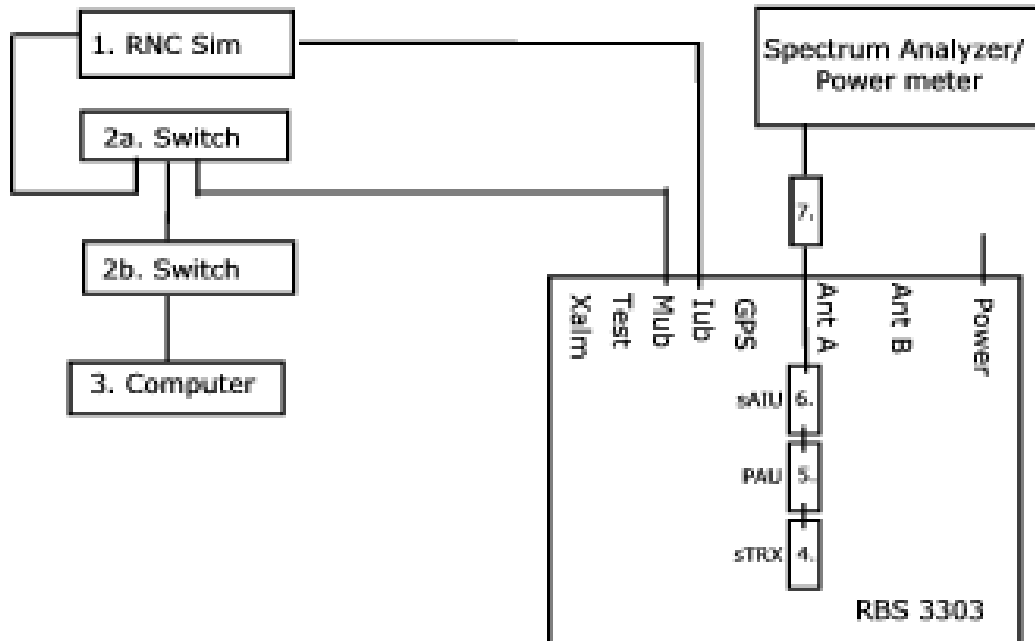 1. RNC Sim
Spectrum Analyzer/
Power meter
2a. Switch
7.
2b. Switch
Xalm
Test
Mub
Iub
GPS
Ant A
Ant B
Power
3. Computer
sAIU 6.
PAU 5.
sTRX 4.
RBS 3303